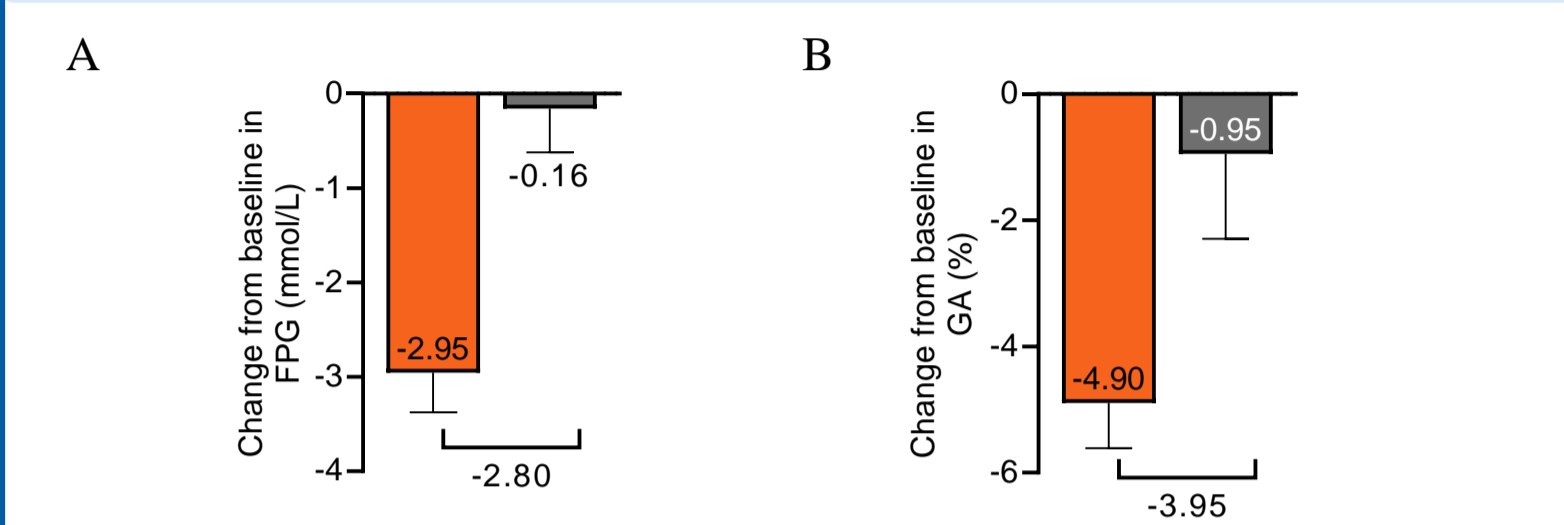 A
Change from baseline in
FPG (mmol/L)
0
-1
-2
-3
-4
-2.95
-0.16
-2.80
B
Change from baseline in
GA (%)
0
-2
-4
-6
-4.90
-0.95
-3.95